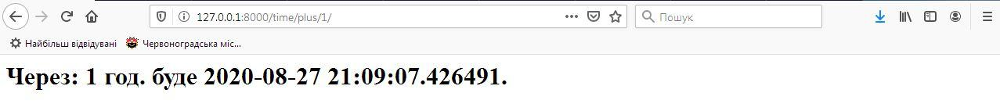 127.0.0.1:8000/time/plus/1/
Пошук
Найбільш відвідувані
Червоноградська міс...
Через: 1 год. буде 2020-08-27 21:09:07.426491.